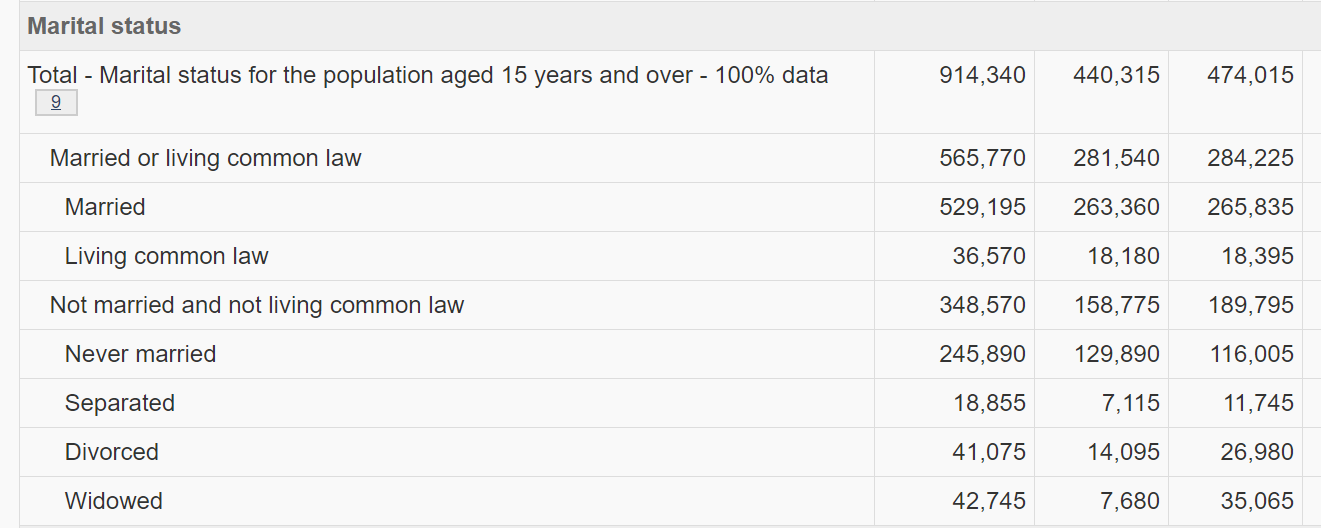 Marital status
Total - Marital status for the population aged 15 years and over - 100% data 914,340 440,315 474,015
9
Married or living common law 565,770 281,540 284,225
Married 529,195 263,360 265,835
Living common law 36,570 18,180 18,395
Not married and not living common law 348,570 158,775 189,795
Never married 245,890 129,890 116,005
Separated 18,855 7,115 11,745
Divorced 41,075 14,095 26,980
Widowed 42,745 7,680 35,065